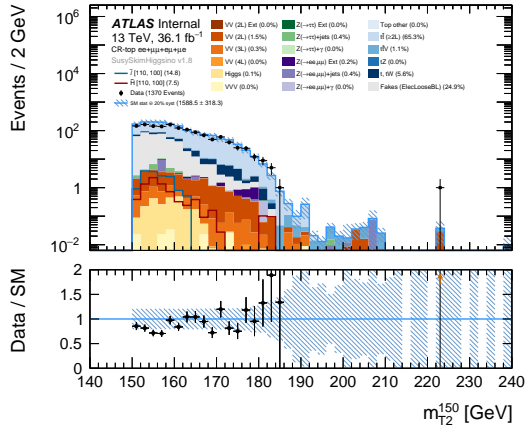 ATLAS Internal
13 TeV, 36.1 fb⁻¹
CR-top ee+μμ+eμ+μe
SusySkimHiggsino v1.8
l̃ [110, 100] (14.8)
H̃ [110, 100] (7.5)
Data (1370 Events)
SM stat ⊕ 20% syst (1588.5 ± 318.3)
VV (2L) Ext (0.0%)
VV (2L) (1.5%)
VV (3L) (0.3%)
VV (4L) (0.0%)
Higgs (0.1%)
VVV (0.0%)
Z(→ττ) Ext (0.0%)
Z(→ττ)+jets (0.4%)
Z(→ττ)+γ (0.0%)
Z(→ee,μμ) Ext (0.2%)
Z(→ee,μμ)+jets (0.4%)
Z(→ee,μμ)+γ (0.0%)
Top other (0.0%)
tt̄ (≥2L) (65.3%)
tt̄V (1.1%)
tZ (0.0%)
t, tW (5.6%)
Fakes (ElecLooseBL) (24.9%)
Events / 2 GeV
10⁶
10⁴
10²
1
10⁻²
Data / SM
2
1.5
1
0.5
0
140 150 160 170 180 190 200 210 220 230 240
m_T2^150 [GeV]